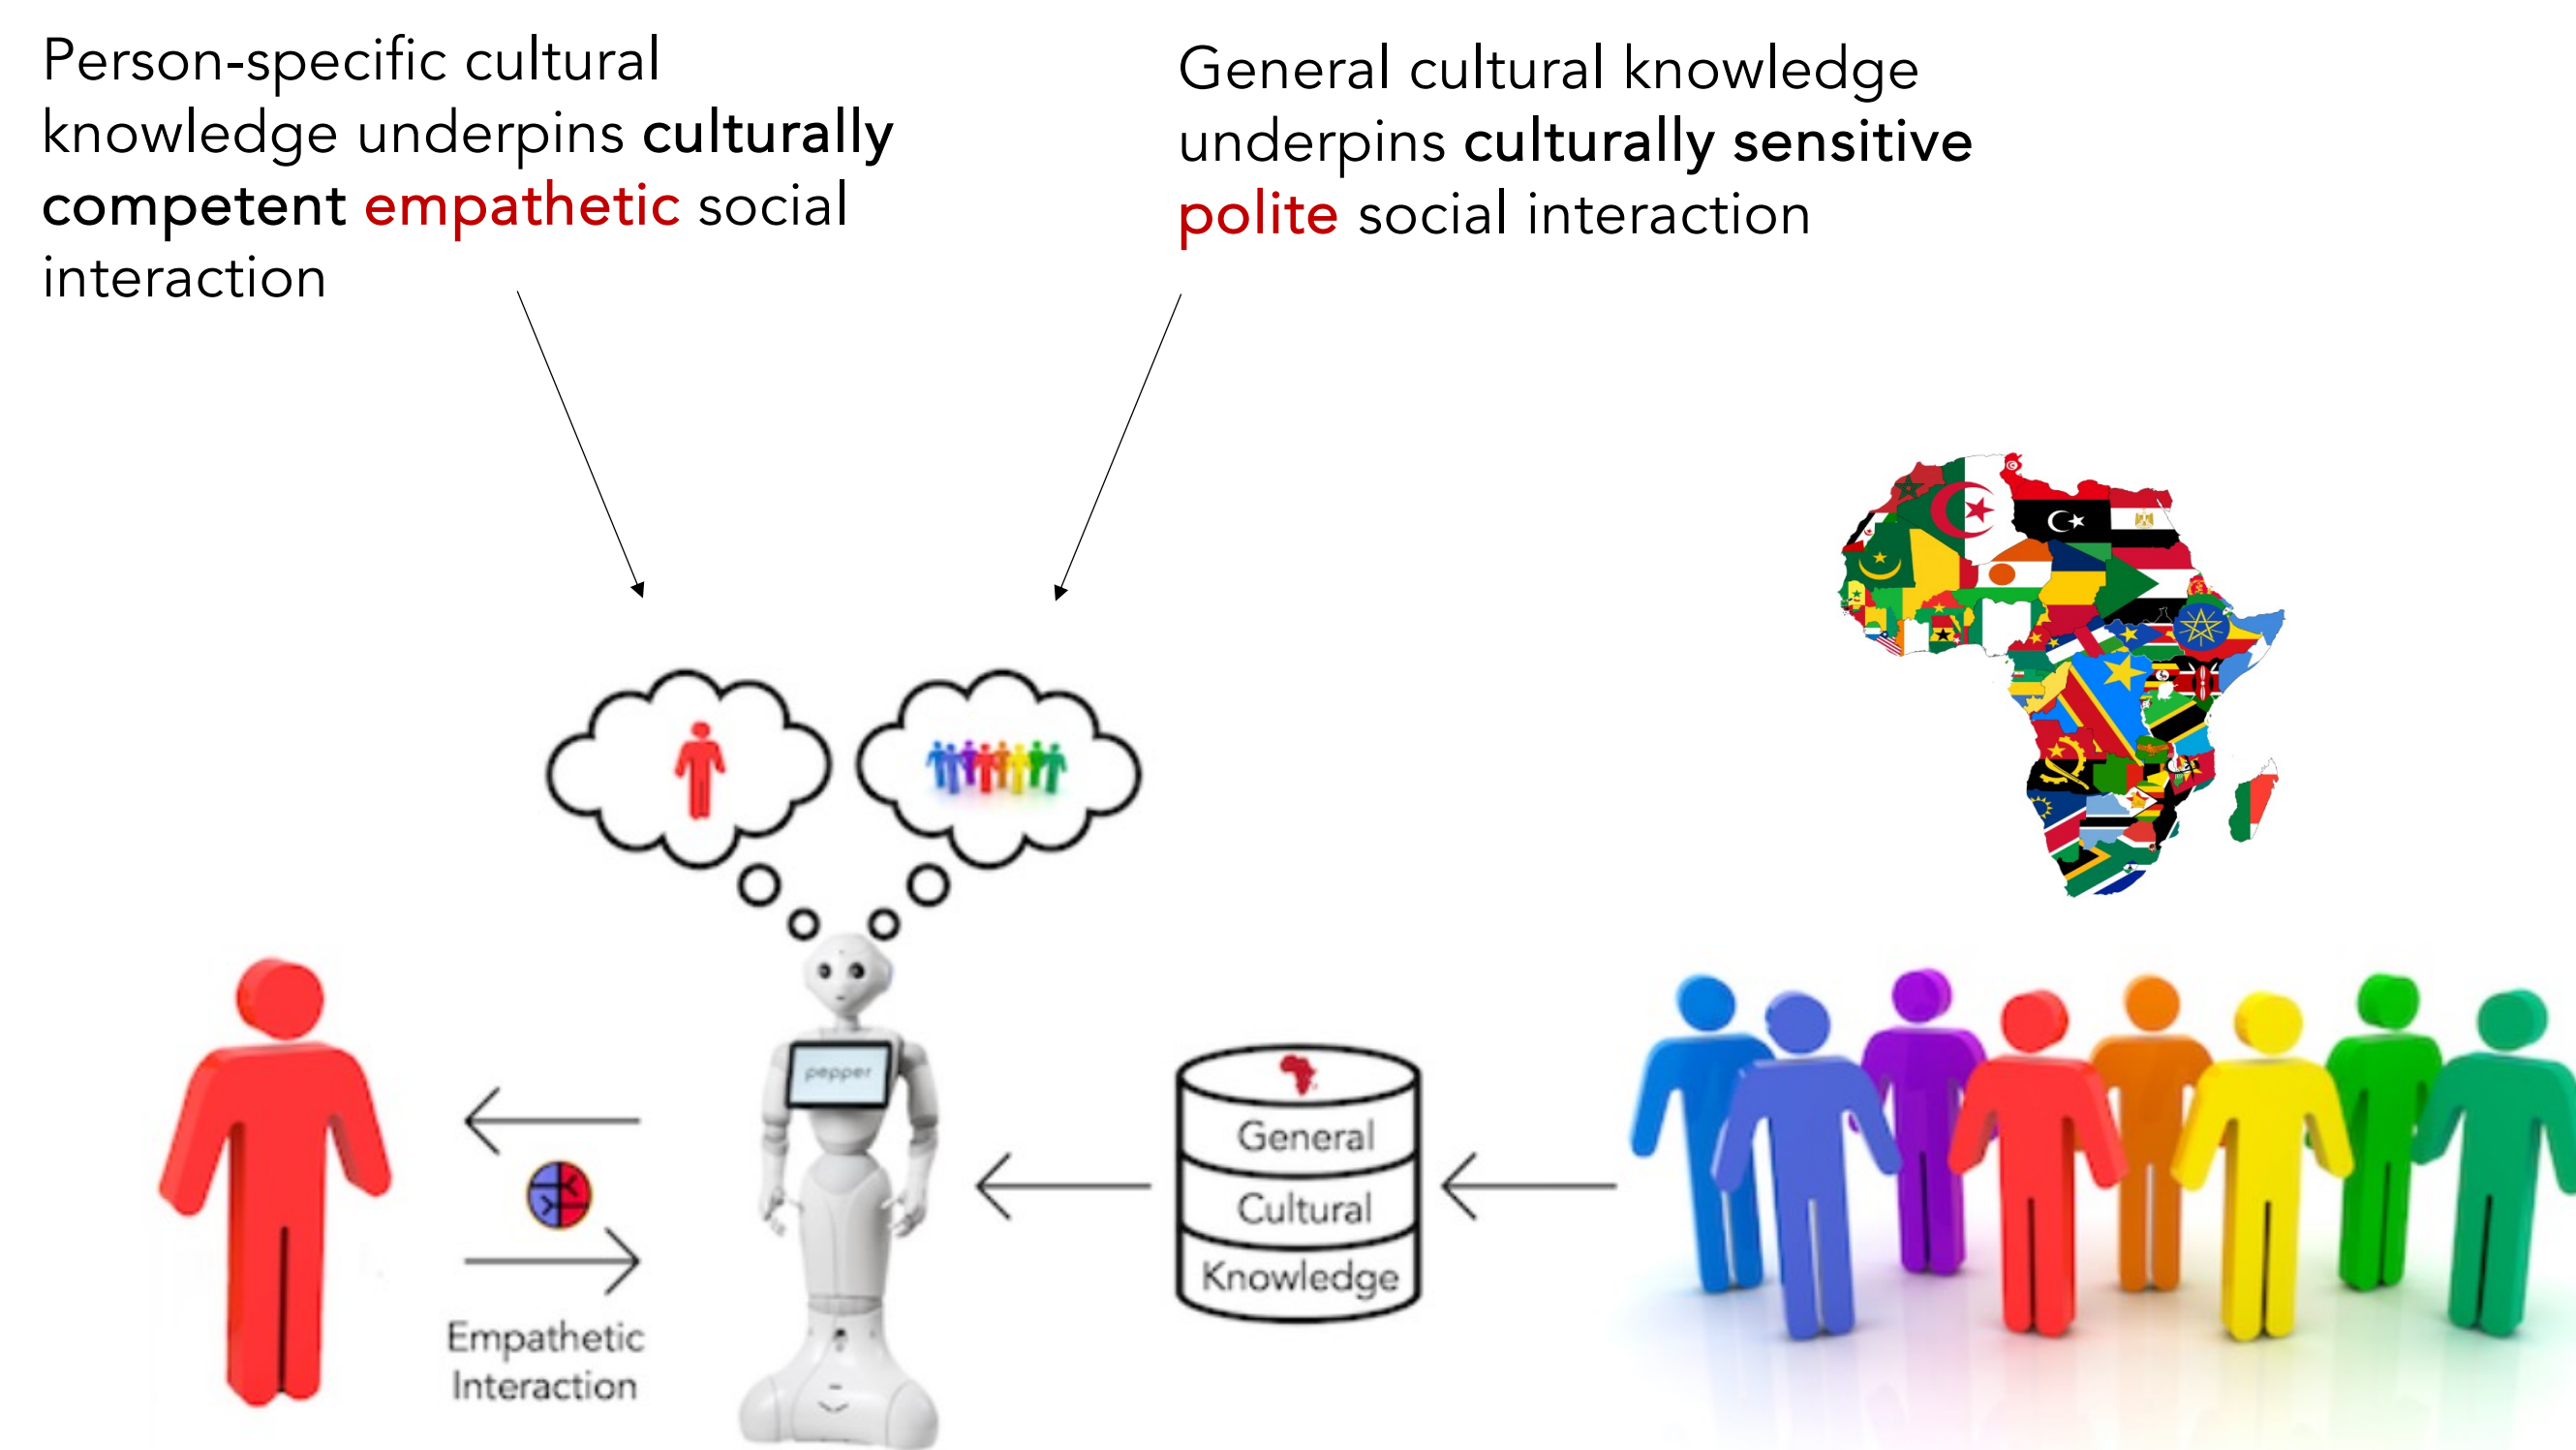 Person-specific cultural
knowledge underpins culturally
competent empathetic social
interaction
General cultural knowledge
underpins culturally sensitive
polite social interaction
pepper
General
Cultural
Knowledge
Empathetic
Interaction